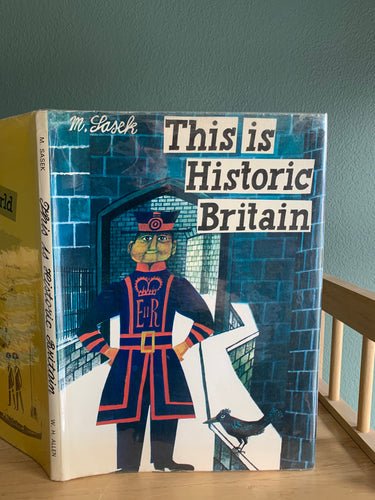 M. Sasek
This is
Historic
Britain
EIIR
M. SASEK
This is Historic Britain
W. H. ALLEN